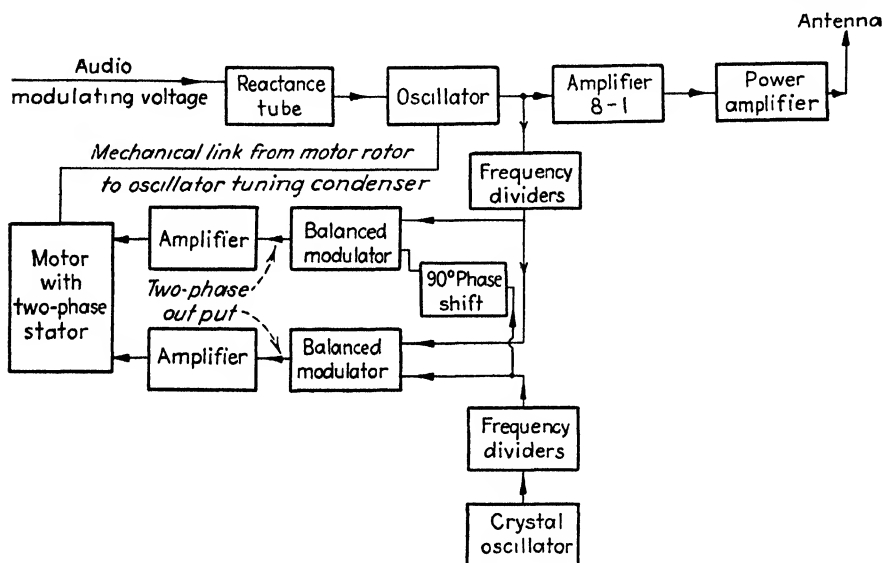 Antenna
Audio
modulating voltage
Reactance
tube
Oscillator
Amplifier
8-1
Power
amplifier
Mechanical link from motor rotor
to oscillator tuning condenser
Frequency
dividers
Motor
with
two-phase
stator
Amplifier
Balanced
modulator
90° Phase
shift
Two-phase
out put
Amplifier
Balanced
modulator
Frequency
dividers
Crystal
oscillator